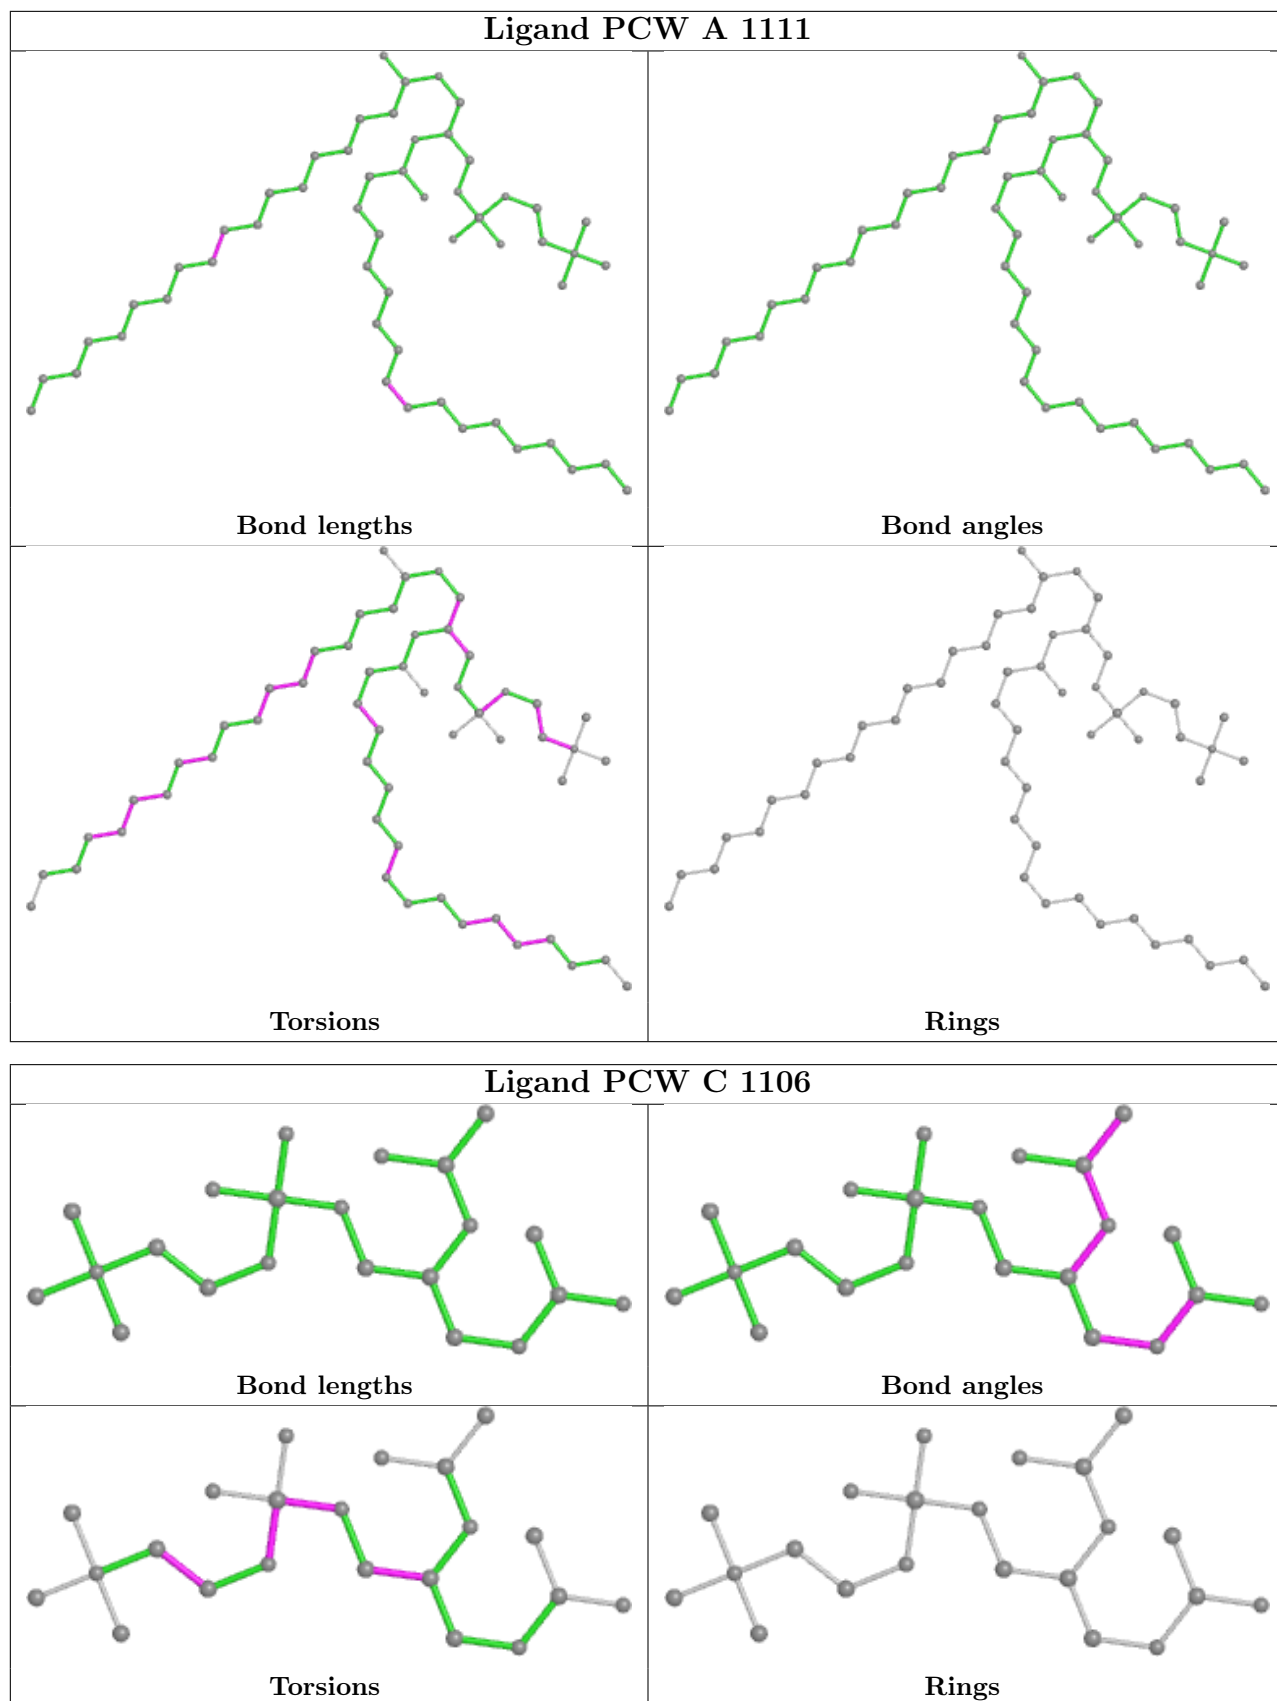 Ligand PCW A 1111
Bond lengths
Bond angles
Torsions
Rings
Ligand PCW C 1106
Bond lengths
Bond angles
Torsions
Rings